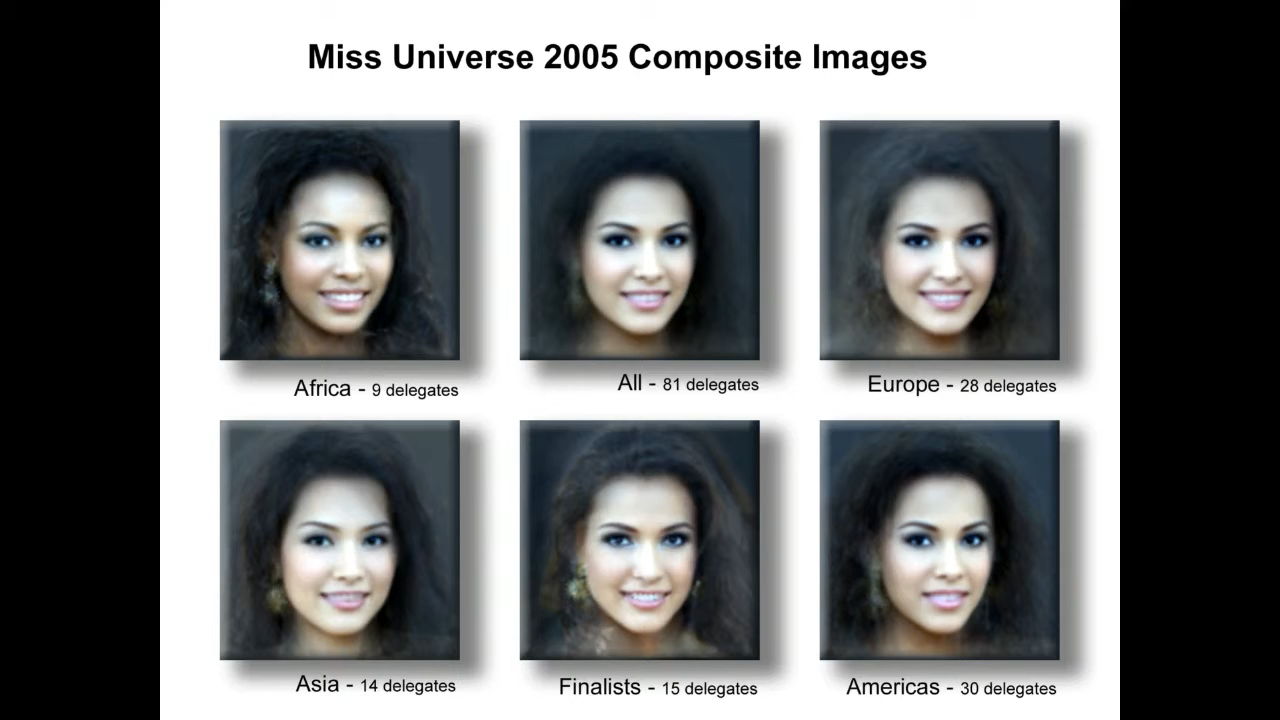 Miss Universe 2005 Composite Images
Africa - 9 delegates
All - 81 delegates
Europe - 28 delegates
Asia - 14 delegates
Finalists - 15 delegates
Americas - 30 delegates